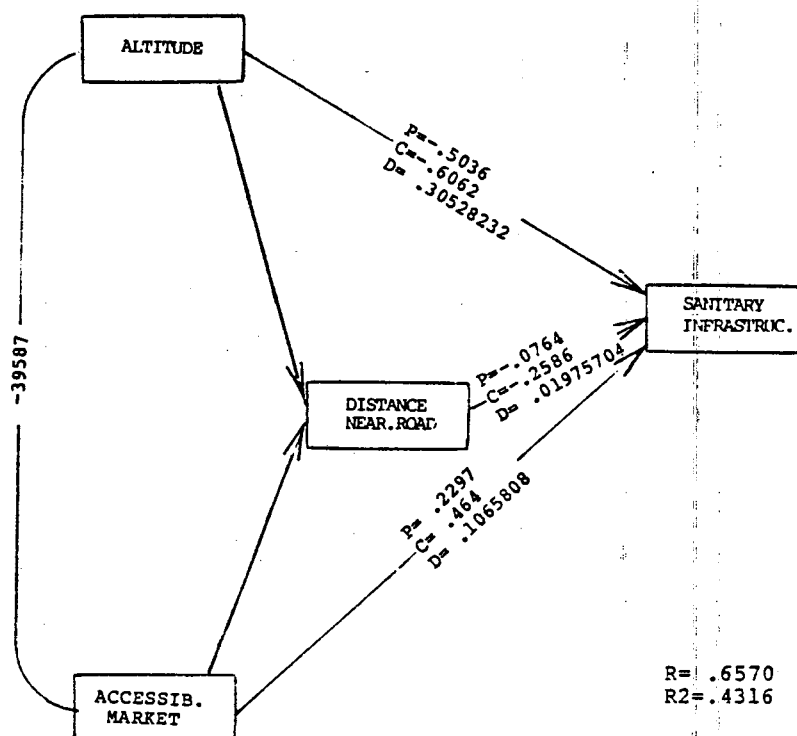 ALTITUDE
P=-.5036
C=-.6062
D= .30528232
SANITARY
INFRASTRUC.
-39587
P=-.0764
C=-.2586
D= .01975704
DISTANCE
NEAR.ROAD
P= .2297
C= .464
D= .1065808
ACCESSIB.
MARKET
R= .6570
R2=.4316